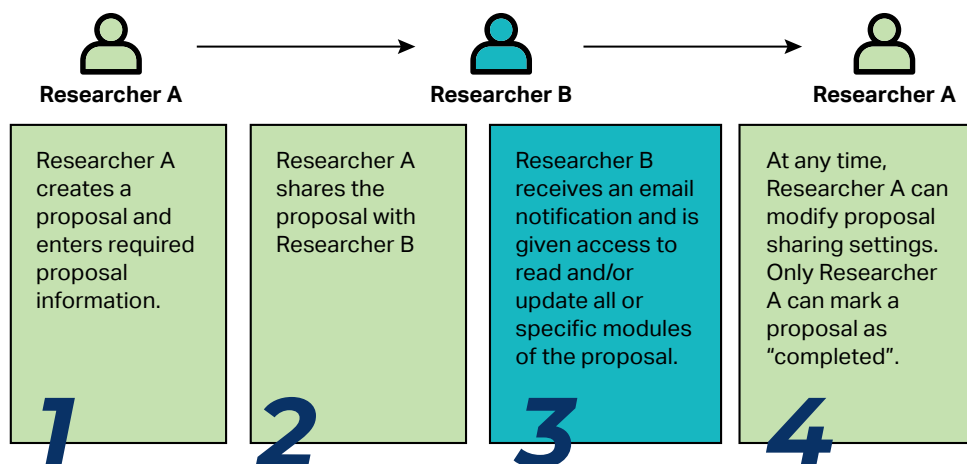 Researcher A
Researcher B
Researcher A
Researcher A
creates a
proposal and
enters required
proposal
information.
1
Researcher A
shares the
proposal with
Researcher B
2
Researcher B
receives an email
notification and is
given access to
read and/or
update all or
specific modules
of the proposal.
3
At any time,
Researcher A can
modify proposal
sharing settings.
Only Researcher
A can mark a
proposal as
“completed”.
4